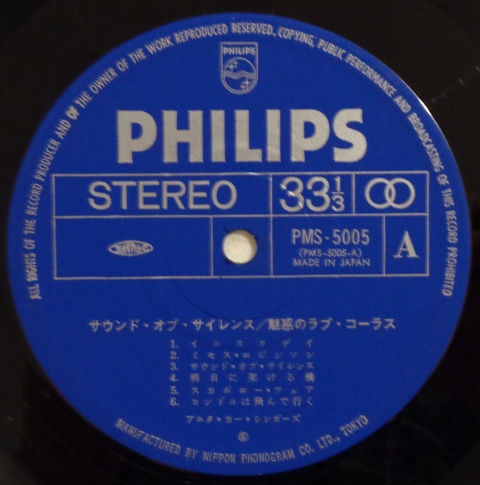 ALL RIGHTS OF THE RECORD PRODUCER AND OR THE OWNER OF THE WORK REPRODUCED RESERVED, COPYING, PUBLIC PERFORMANCE AND BROADCASTING OF THIS RECORD PROHIBITED
PHILIPS
PHILIPS
STEREO 33 1/3
PMS-5005
(PMS-5005-A)
MADE IN JAPAN
A
サウンド・オブ・サイレンス/魅惑のラブ・コーラス
1. イエスタデイ
2. ミセス・ロビンソン
3. サウンド・オブ・サイレンス
4. 明日に架ける橋
5. スカボロー・フェア
6. コンドルは飛んで行く
アニタ・カー・シンガーズ
Ⓟ
MANUFACTURED BY NIPPON PHONOGRAM CO. LTD., TOKYO